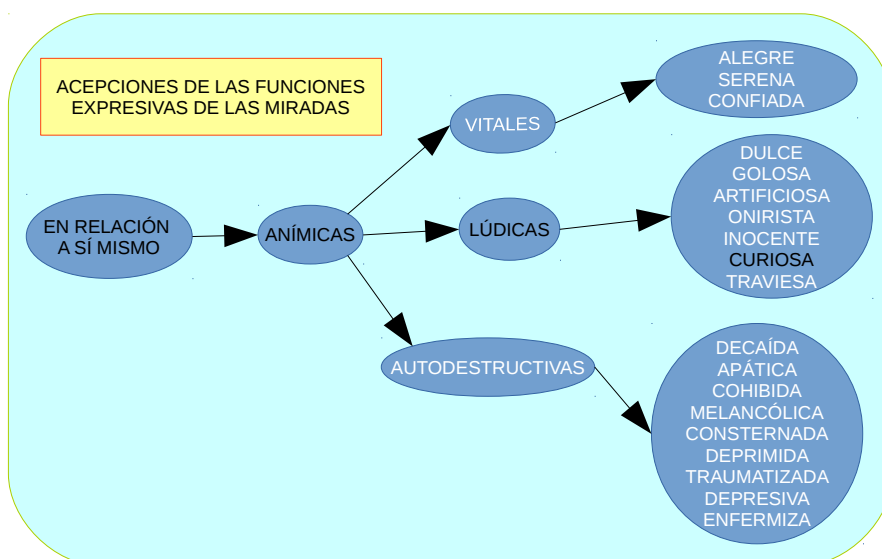 ACEPCIONES DE LAS FUNCIONES
EXPRESIVAS DE LAS MIRADAS
EN RELACIÓN
A SÍ MISMO
ANÍMICAS
VITALES
ALEGRE
SERENA
CONFIADA
LÚDICAS
DULCE
GOLOSA
ARTIFICIOSA
ONIRISTA
INOCENTE
CURIOSA
TRAVIESA
AUTODESTRUCTIVAS
DECAÍDA
APÁTICA
COHIBIDA
MELANCÓLICA
CONSTERNADA
DEPRIMIDA
TRAUMATIZADA
DEPRESIVA
ENFERMIZA